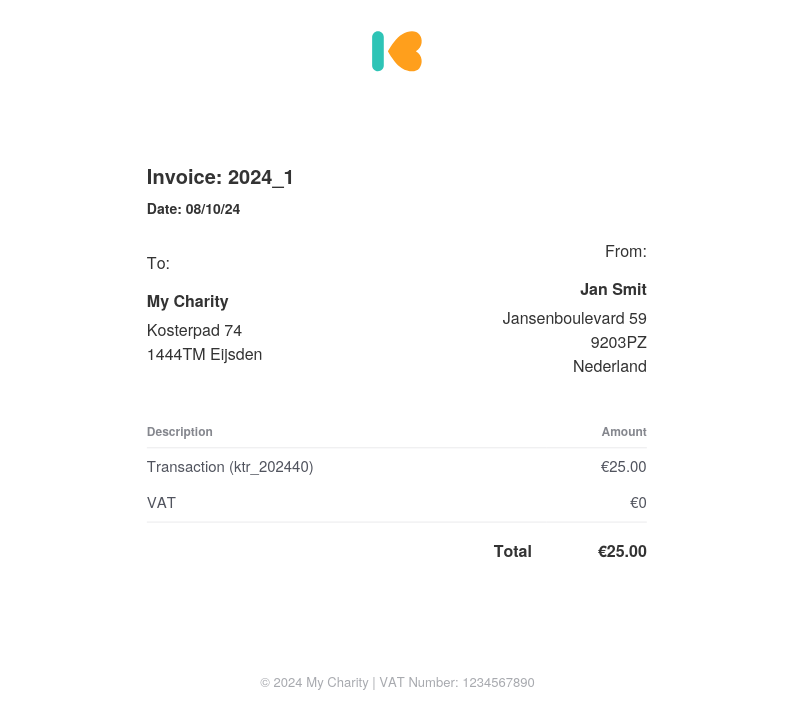 Invoice: 2024_1
Date: 08/10/24
To:
My Charity
Kosterpad 74
1444TM Eijsden
From:
Jan Smit
Jansenboulevard 59
9203PZ
Nederland
Description Amount
Transaction (ktr_202440) €25.00
VAT €0
Total €25.00
© 2024 My Charity | VAT Number: 1234567890